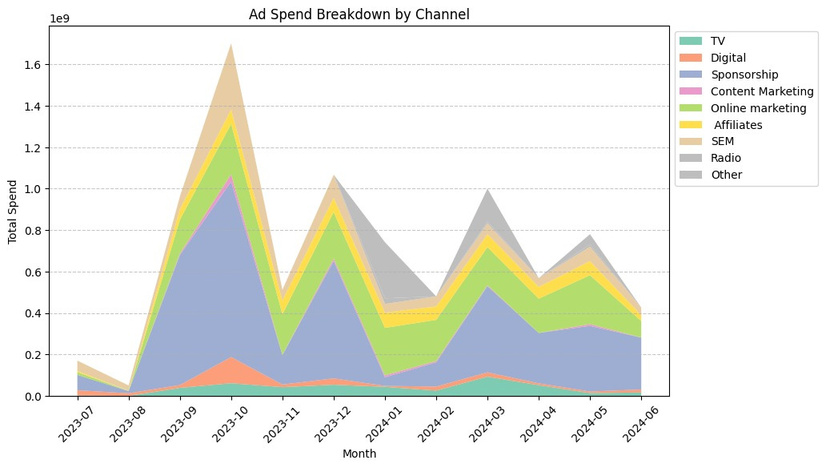 Ad Spend Breakdown by Channel
1e9
1.6
1.4
1.2
1.0
0.8
0.6
0.4
0.2
0.0
Total Spend
2023-07
2023-08
2023-09
2023-10
2023-11
2023-12
2024-01
2024-02
2024-03
2024-04
2024-05
2024-06
Month
TV
Digital
Sponsorship
Content Marketing
Online marketing
Affiliates
SEM
Radio
Other